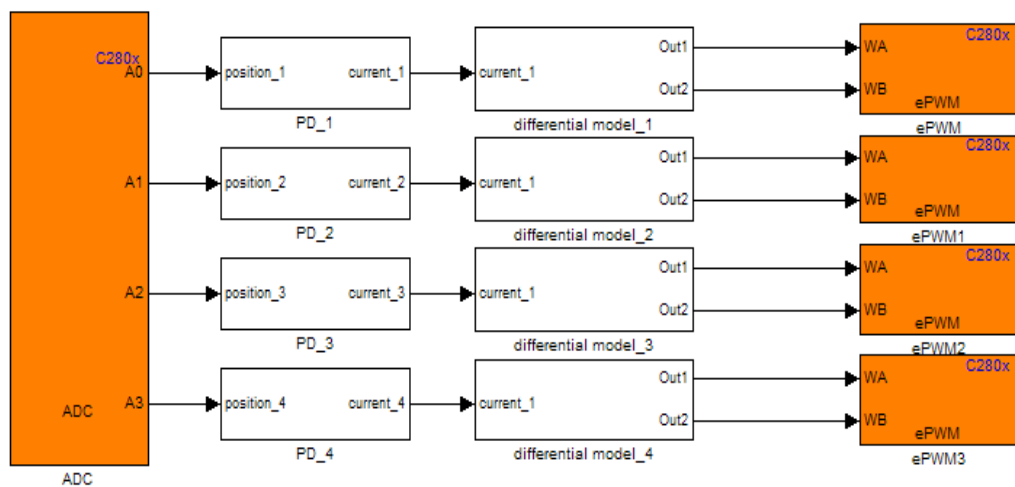 C280x
A0
position_1
current_1
PD_1
current_1
Out1
Out2
differential model_1
C280x
WA
WB
ePWM
ePWM
A1
position_2
current_2
PD_2
current_1
Out1
Out2
differential model_2
C280x
WA
WB
ePWM
ePWM1
A2
position_3
current_3
PD_3
current_1
Out1
Out2
differential model_3
C280x
WA
WB
ePWM
ePWM2
A3
position_4
current_4
PD_4
current_1
Out1
Out2
differential model_4
C280x
WA
WB
ePWM
ePWM3
ADC
ADC